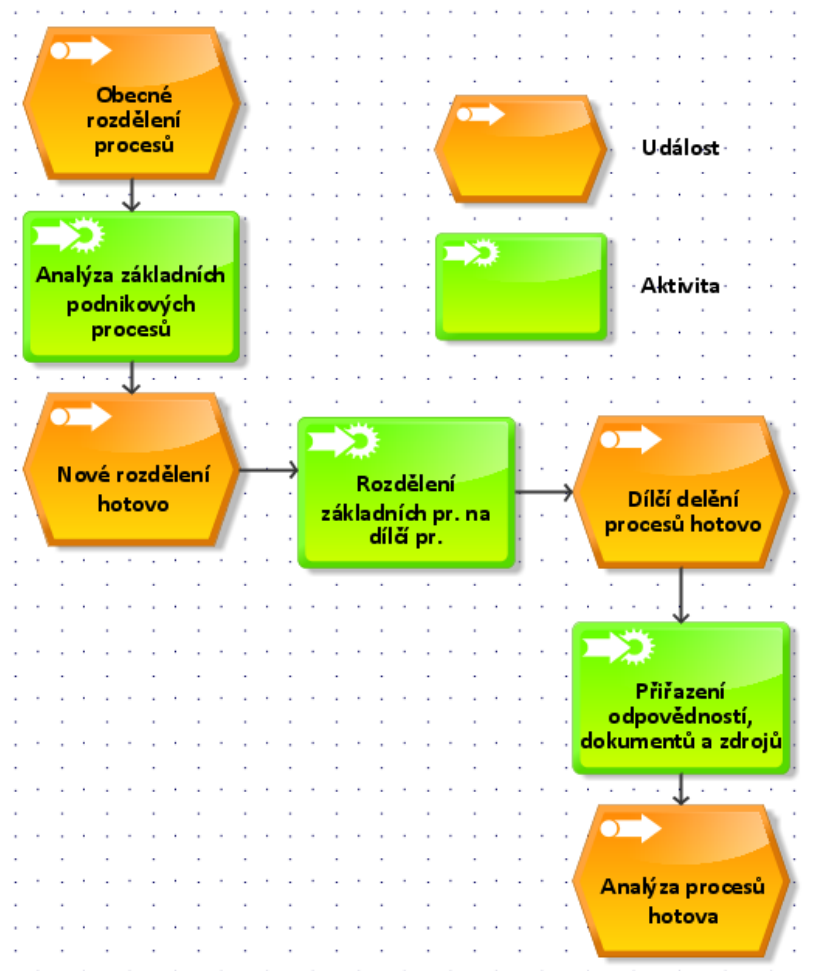 Obecné
rozdělení
procesů
Událost
Analýza základních
podnikových
procesů
Aktivita
Nové rozdělení
hotovo
Rozdělení
základních pr. na
dílčí pr.
Dílčí delění
procesů hotovo
Přiřazení
odpovědností,
dokumentů a zdrojů
Analýza procesů
hotova